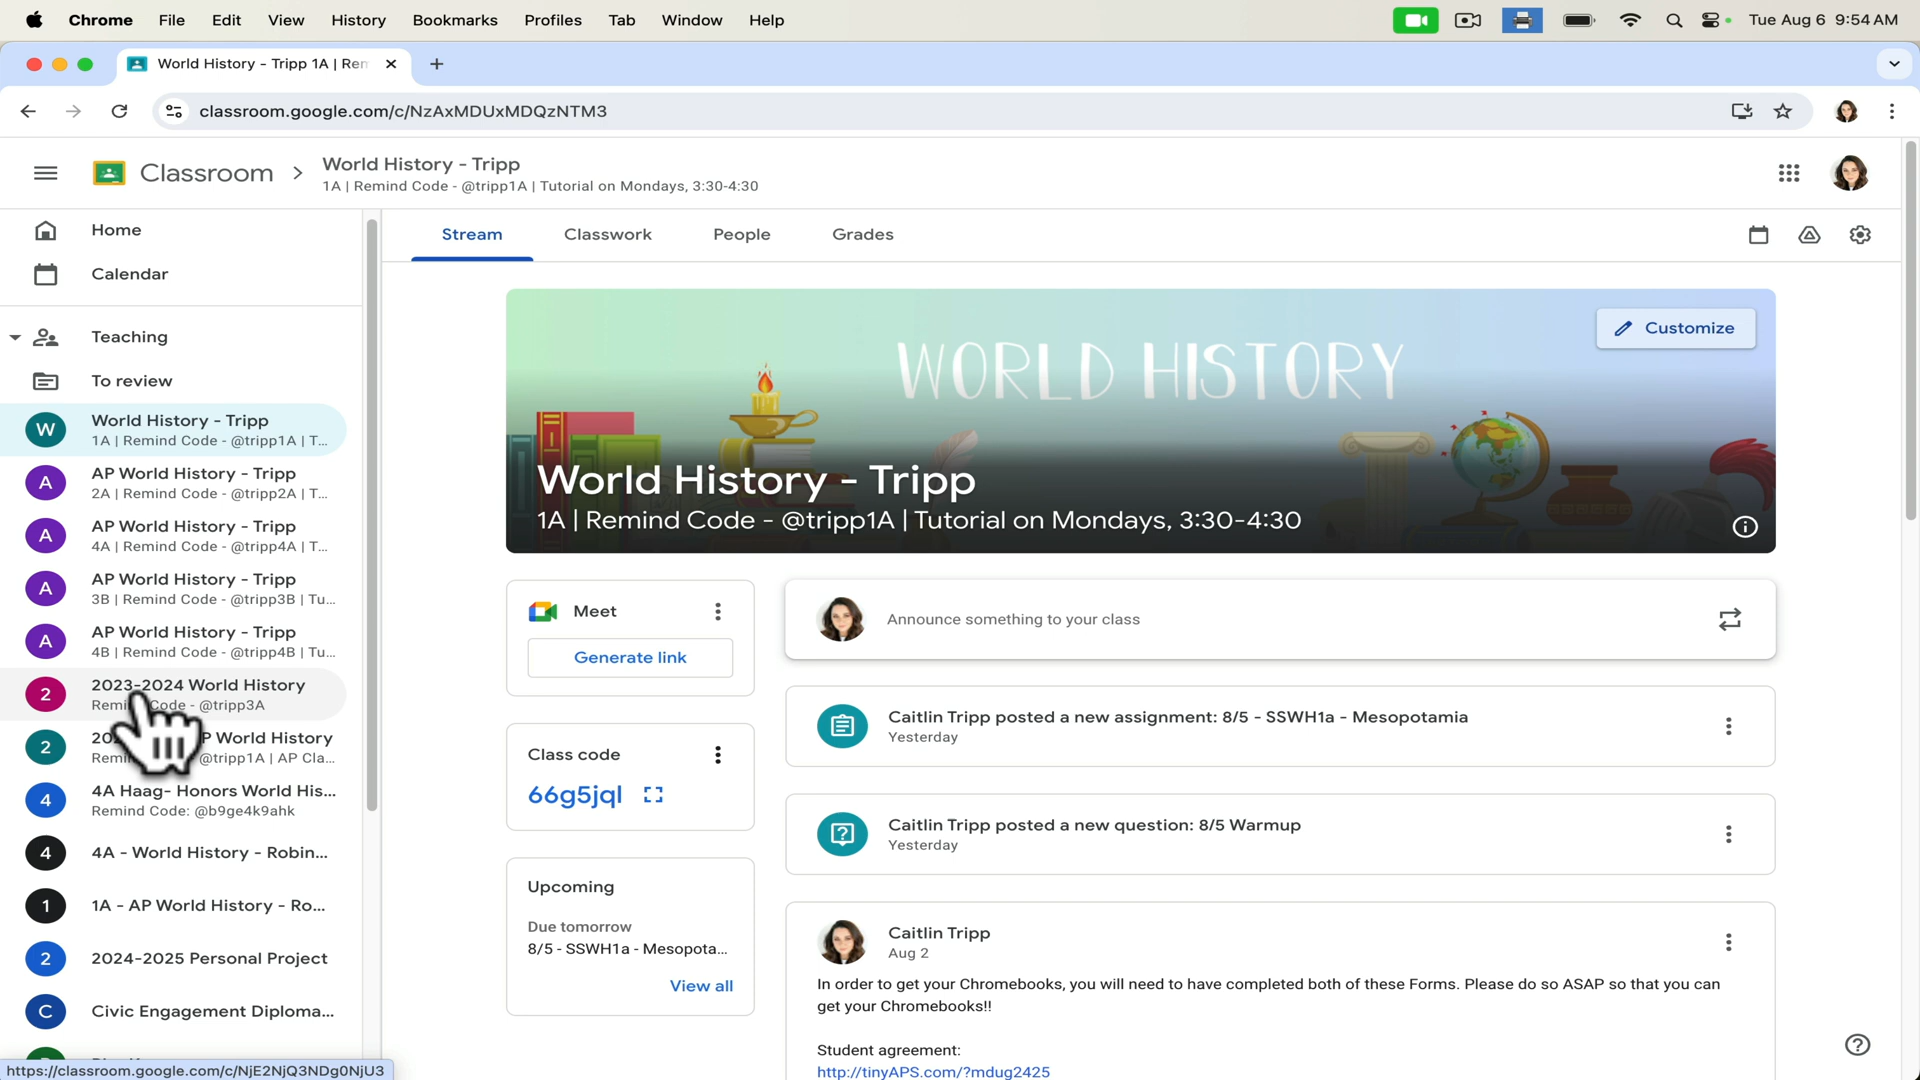 Chrome File Edit View History Bookmarks Profiles Tab Window Help Tue Aug 6 9:54 AM
World History - Tripp 1A | Rem
classroom.google.com/c/NzAxMDUxMDQzNTM3
Classroom
World History - Tripp
1A | Remind Code - @tripp1A | Tutorial on Mondays, 3:30-4:30
Home
Calendar
Teaching
To review
W World History - Tripp
1A | Remind Code - @tripp1A | T...
A AP World History - Tripp
2A | Remind Code - @tripp2A | T...
A AP World History - Tripp
4A | Remind Code - @tripp4A | T...
A AP World History - Tripp
3B | Remind Code - @tripp3B | Tu...
A AP World History - Tripp
4B | Remind Code - @tripp4B | Tu...
2 2023-2024 World History
Code - @tripp3A
2 World History
@tripp1A | AP Cla...
4 4A Haag- Honors World His...
Remind Code: @b9ge4k9ahk
4 4A - World History - Robin...
1 1A - AP World History - Ro...
2 2024-2025 Personal Project
C Civic Engagement Diploma...
https://classroom.google.com/c/NjE2NjQ3NDg0NjU3
Stream Classwork People Grades
WORLD HISTORY
Customize
World History - Tripp
1A | Remind Code - @tripp1A | Tutorial on Mondays, 3:30-4:30
Meet
Generate link
Class code
66g5jql
Upcoming
Due tomorrow
8/5 - SSWH1a - Mesopota...
View all
Announce something to your class
Caitlin Tripp posted a new assignment: 8/5 - SSWH1a - Mesopotamia
Yesterday
Caitlin Tripp posted a new question: 8/5 Warmup
Yesterday
Caitlin Tripp
Aug 2
In order to get your Chromebooks, you will need to have completed both of these Forms. Please do so ASAP so that you can
get your Chromebooks!!
Student agreement:
http://tinyAPS.com/?mdug2425